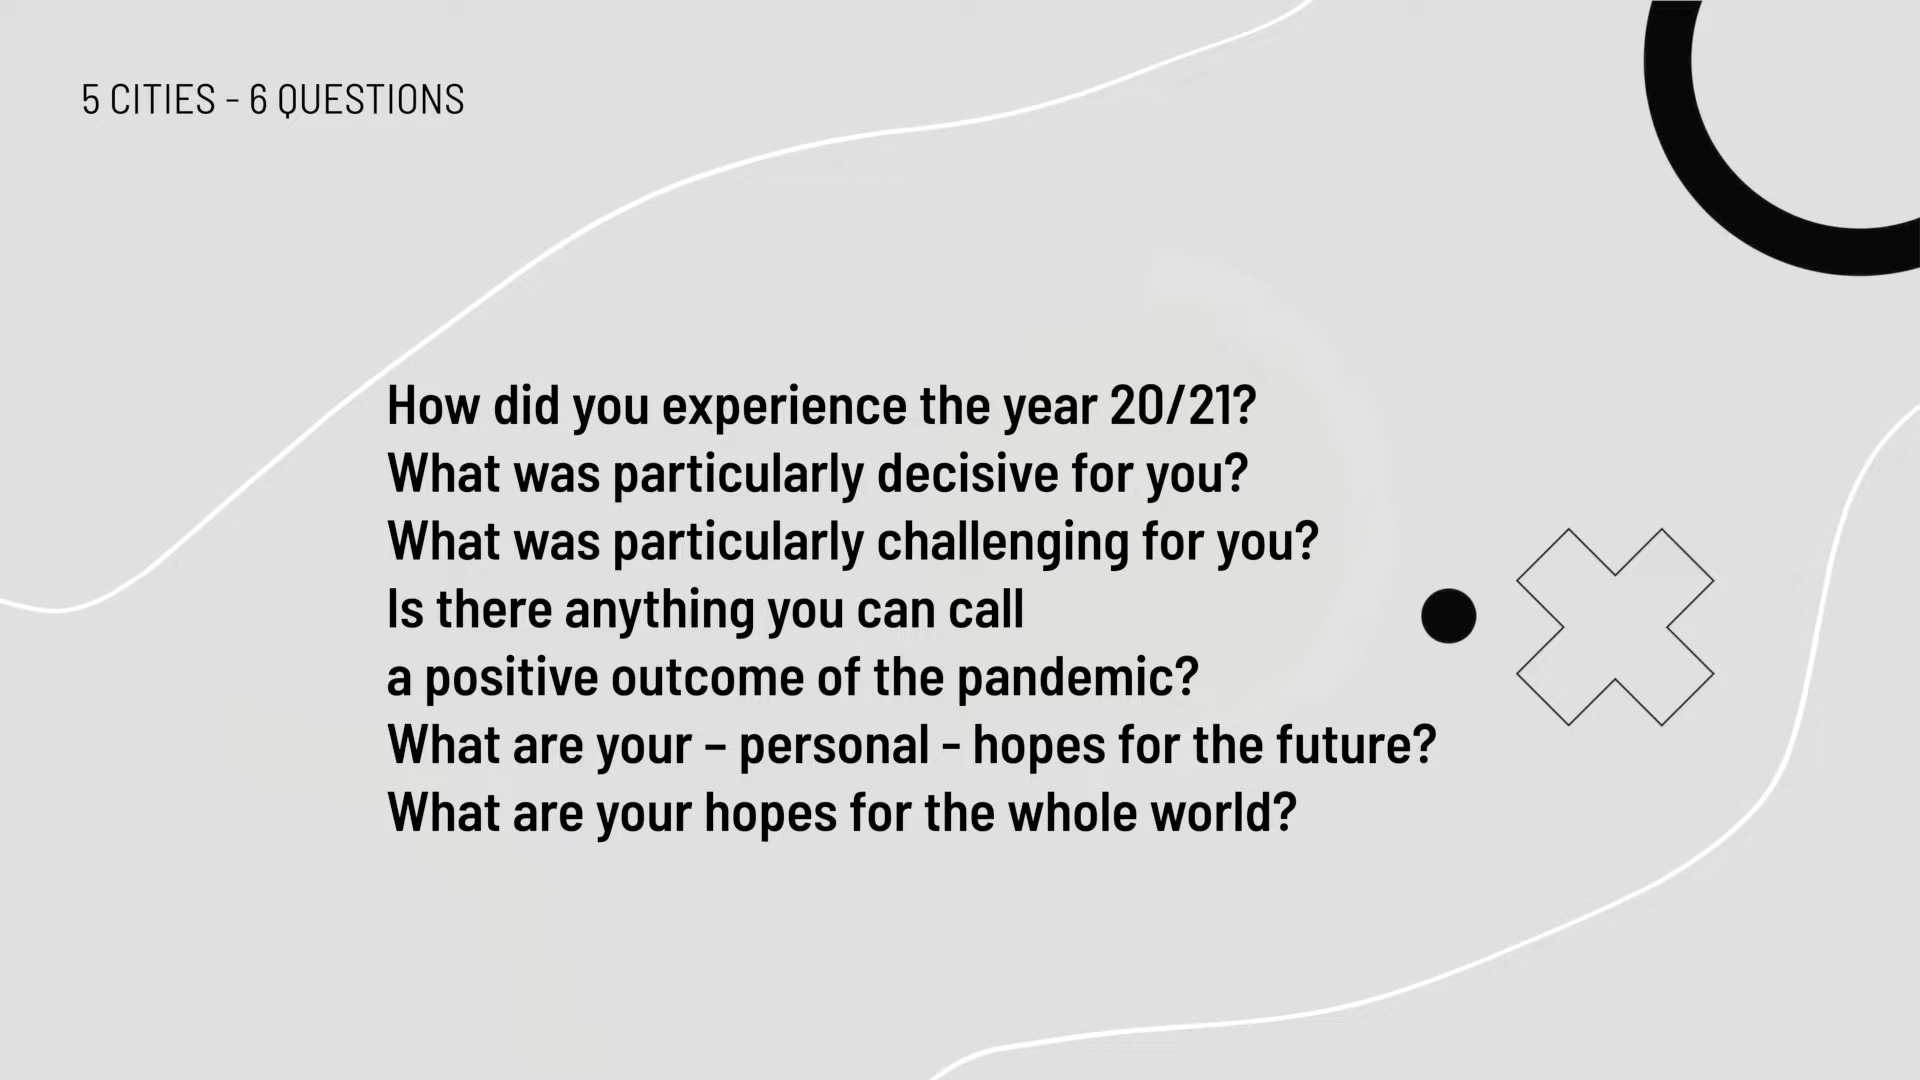 5 CITIES - 6 QUESTIONS
How did you experience the year 20/21?
What was particularly decisive for you?
What was particularly challenging for you?
Is there anything you can call
a positive outcome of the pandemic?
What are your – personal - hopes for the future?
What are your hopes for the whole world?